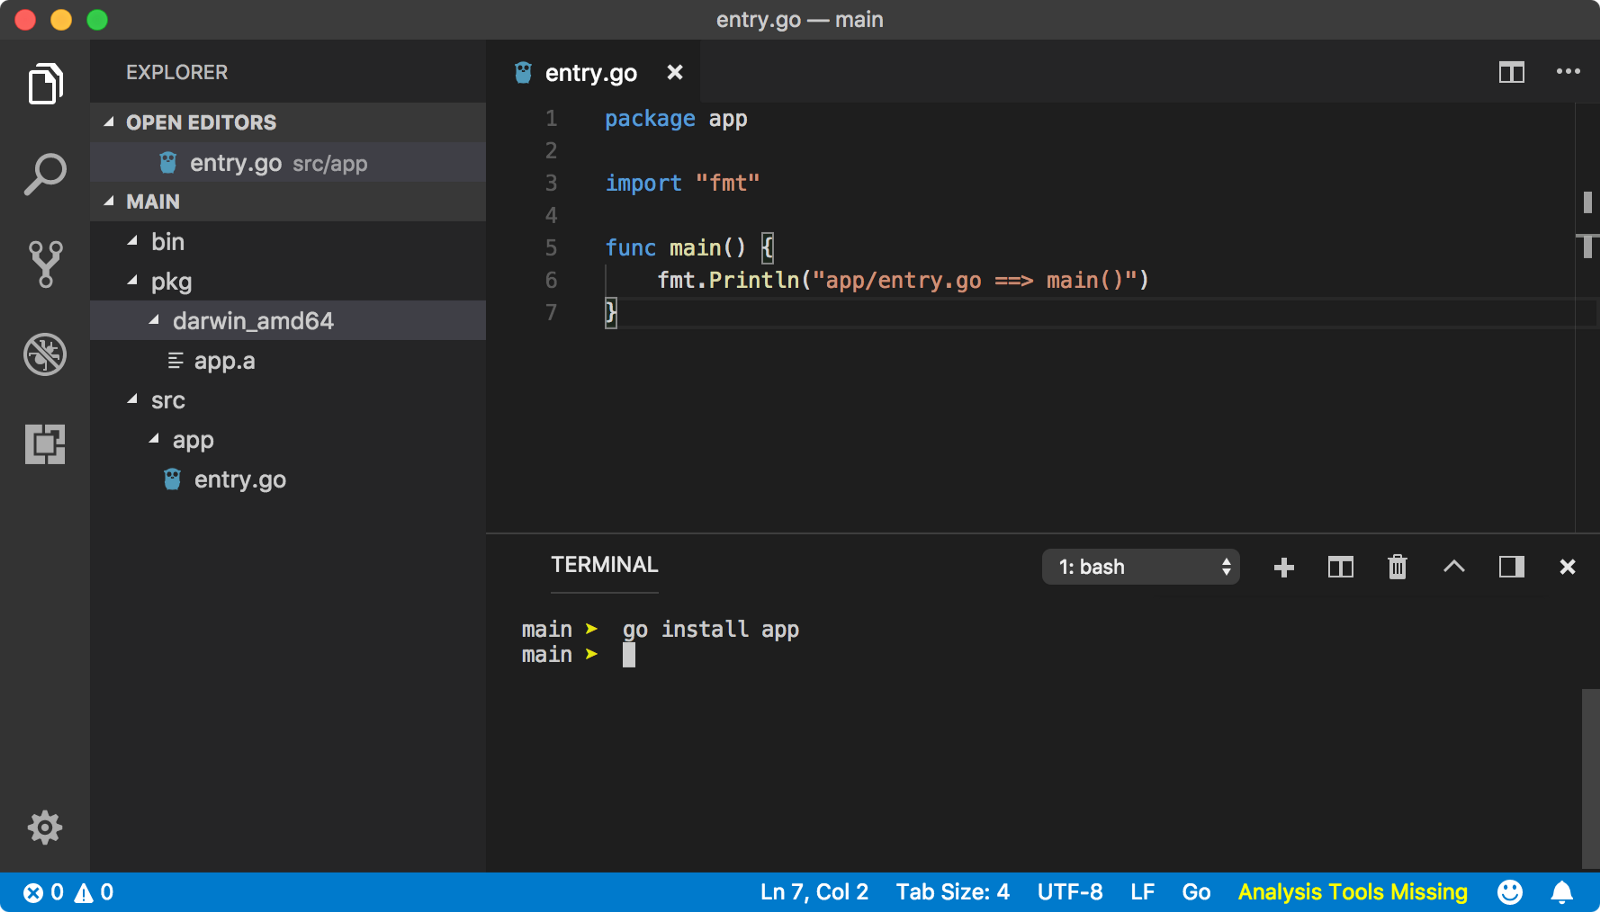 entry.go — main
EXPLORER
OPEN EDITORS
entry.go src/app
MAIN
bin
pkg
darwin_amd64
app.a
src
app
entry.go
entry.go
1 package app
2
3 import "fmt"
4
5 func main() {
6 fmt.Println("app/entry.go ==> main()")
7 }
TERMINAL
1: bash
main ➤ go install app
main ➤
0 0 Ln 7, Col 2 Tab Size: 4 UTF-8 LF Go Analysis Tools Missing